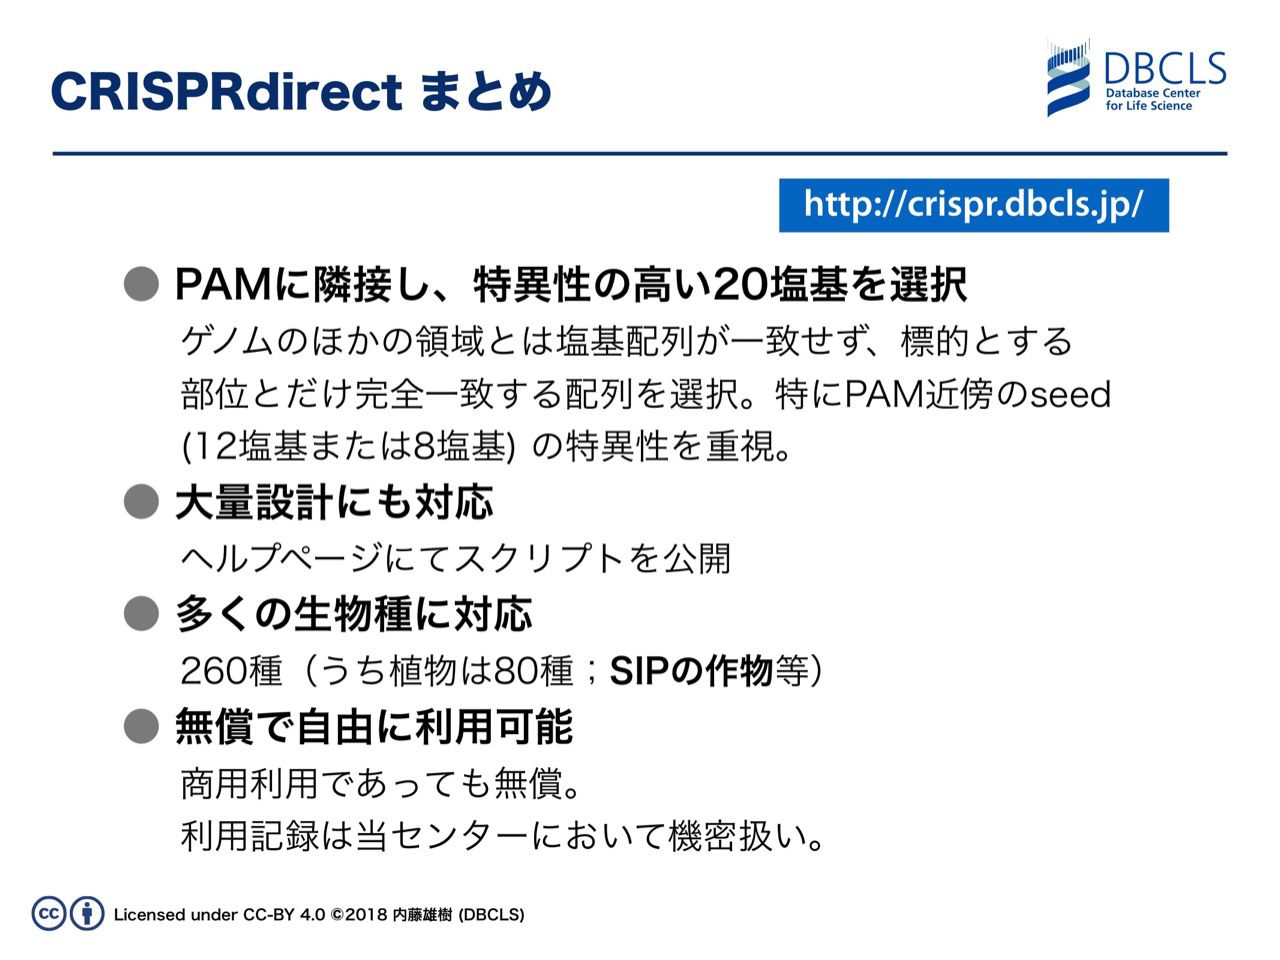 CRISPRdirect まとめ
DBCLS
Database Center
for Life Science
http://crispr.dbcls.jp/
● PAMに隣接し、特異性の高い20塩基を選択
ゲノムのほかの領域とは塩基配列が一致せず、標的とする
部位とだけ完全一致する配列を選択。特にPAM近傍のseed
(12塩基または8塩基) の特異性を重視。
● 大量設計にも対応
ヘルプページにてスクリプトを公開
● 多くの生物種に対応
260種（うち植物は80種；SIPの作物等）
● 無償で自由に利用可能
商用利用であっても無償。
利用記録は当センターにおいて機密扱い。
cc Licensed under CC-BY 4.0 ©2018 内藤雄樹 (DBCLS)